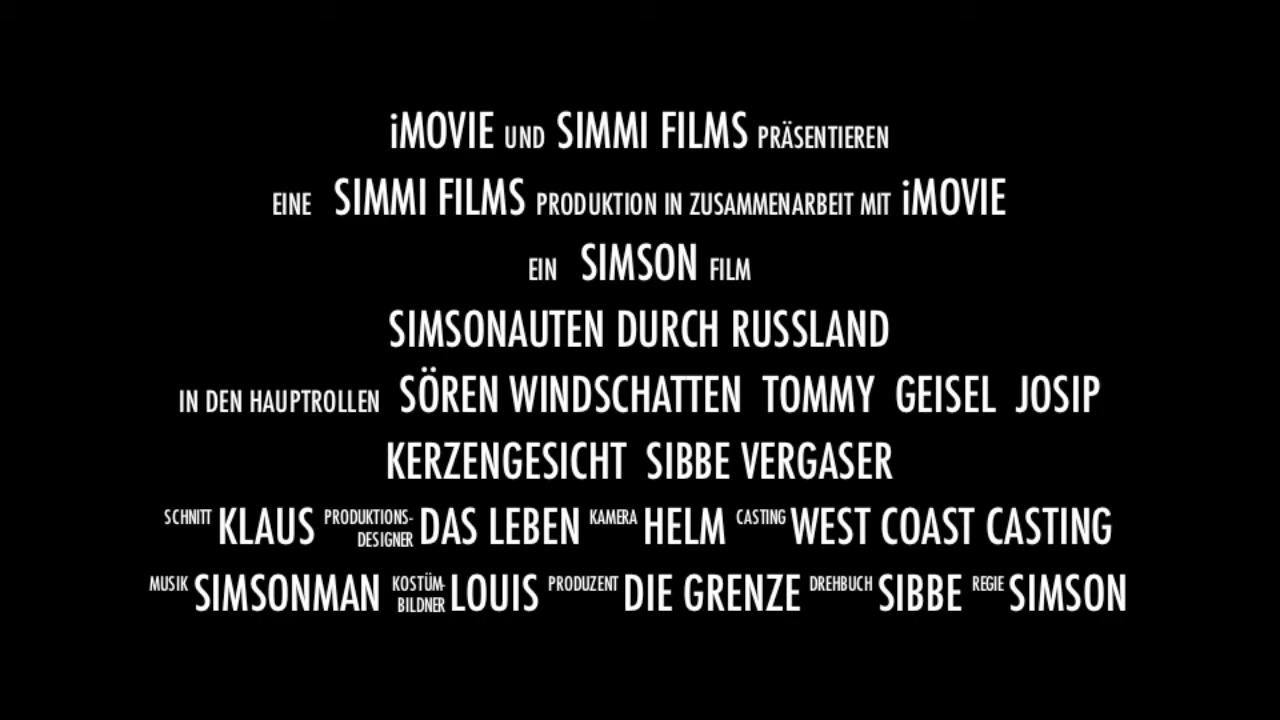 iMOVIE UND SIMMI FILMS PRÄSENTIEREN
EINE SIMMI FILMS PRODUKTION IN ZUSAMMENARBEIT MIT iMOVIE
EIN SIMSON FILM
SIMSONAUTEN DURCH RUSSLAND
IN DEN HAUPTROLLEN SÖREN WINDSCHATTEN TOMMY GEISEL JOSIP
KERZENGESICHT SIBBE VERGASER
SCHNITT KLAUS PRODUKTIONS-DESIGNER DAS LEBEN KAMERA HELM CASTING WEST COAST CASTING
MUSIK SIMSONMAN KOSTÜM-BILDNER LOUIS PRODUZENT DIE GRENZE DREHBUCH SIBBE REGIE SIMSON